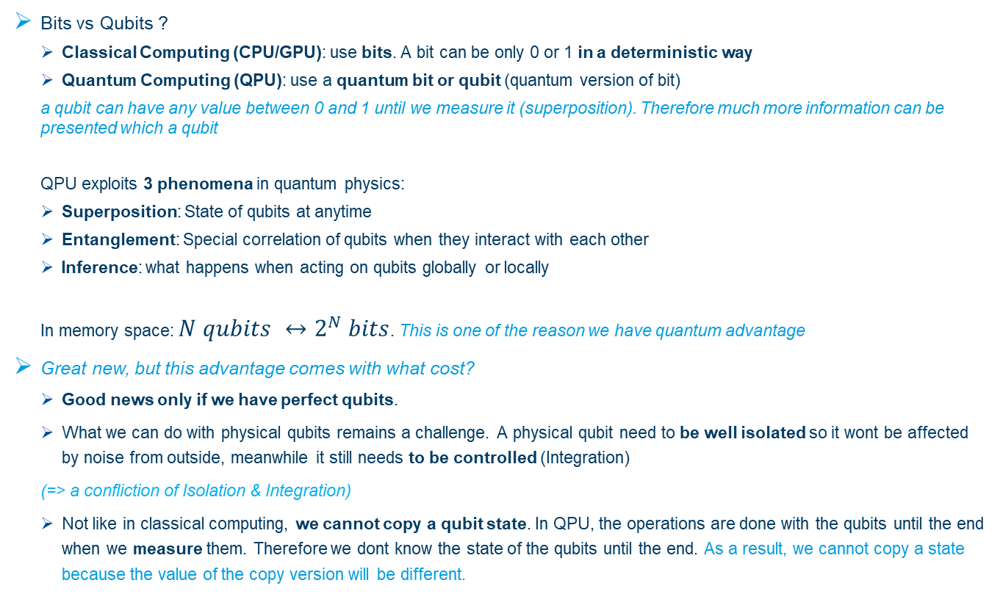 Bits vs Qubits ?
Classical Computing (CPU/GPU): use bits. A bit can be only 0 or 1 in a deterministic way
Quantum Computing (QPU): use a quantum bit or qubit (quantum version of bit)
a qubit can have any value between 0 and 1 until we measure it (superposition). Therefore much more information can be
presented which a qubit
QPU exploits 3 phenomena in quantum physics:
Superposition: State of qubits at anytime
Entanglement: Special correlation of qubits when they interact with each other
Inference: what happens when acting on qubits globally or locally
In memory space: N qubits ↔ 2^N bits. This is one of the reason we have quantum advantage
Great new, but this advantage comes with what cost?
Good news only if we have perfect qubits.
What we can do with physical qubits remains a challenge. A physical qubit need to be well isolated so it wont be affected
by noise from outside, meanwhile it still needs to be controlled (Integration)
(=> a confliction of Isolation & Integration)
Not like in classical computing, we cannot copy a qubit state. In QPU, the operations are done with the qubits until the end
when we measure them. Therefore we dont know the state of the qubits until the end. As a result, we cannot copy a state
because the value of the copy version will be different.